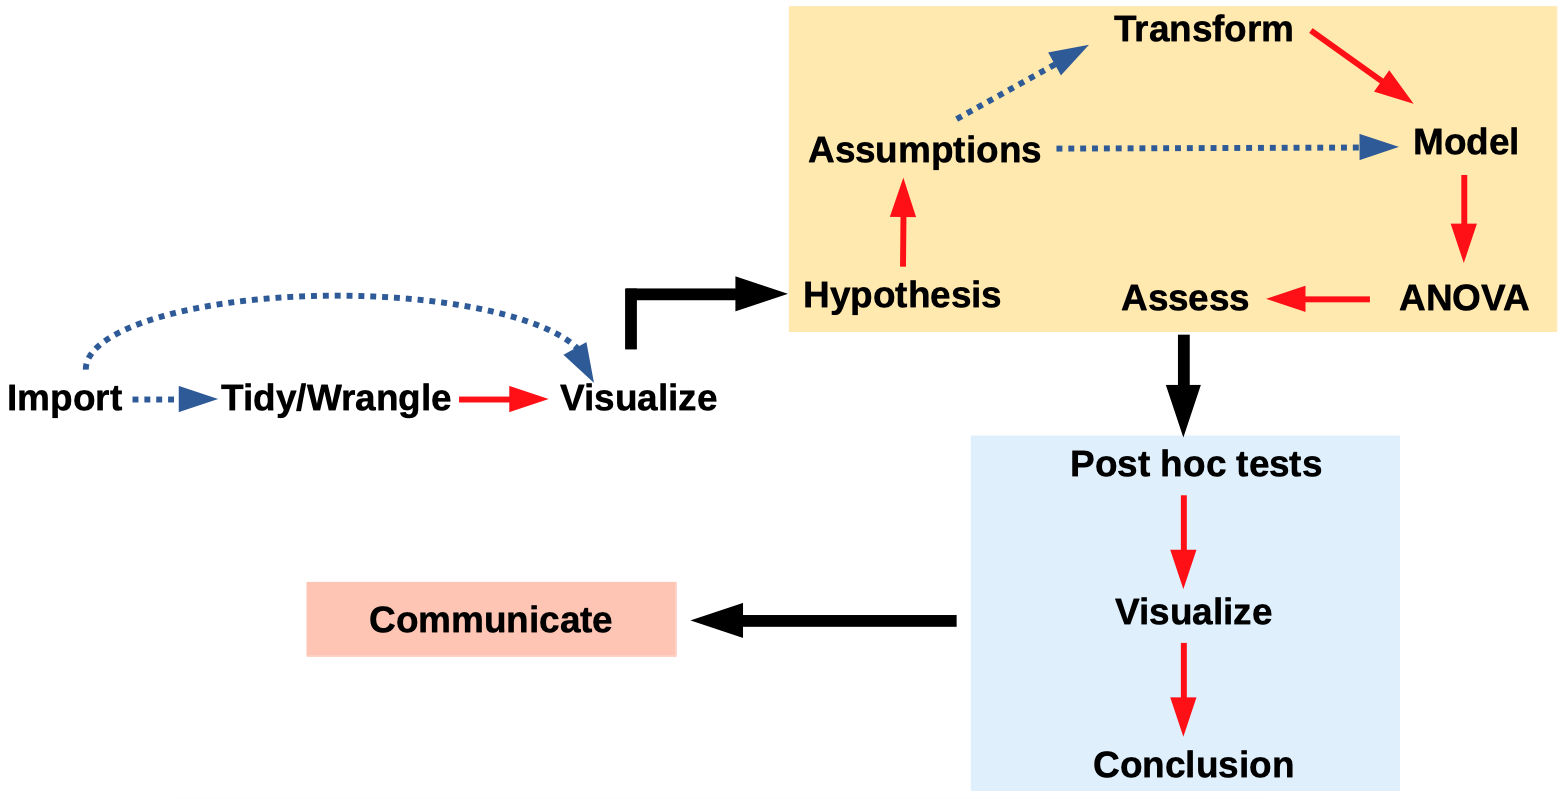 Transform
Assumptions
Model
Hypothesis
Assess
ANOVA
Import
Tidy/Wrangle
Visualize
Post hoc tests
Visualize
Conclusion
Communicate